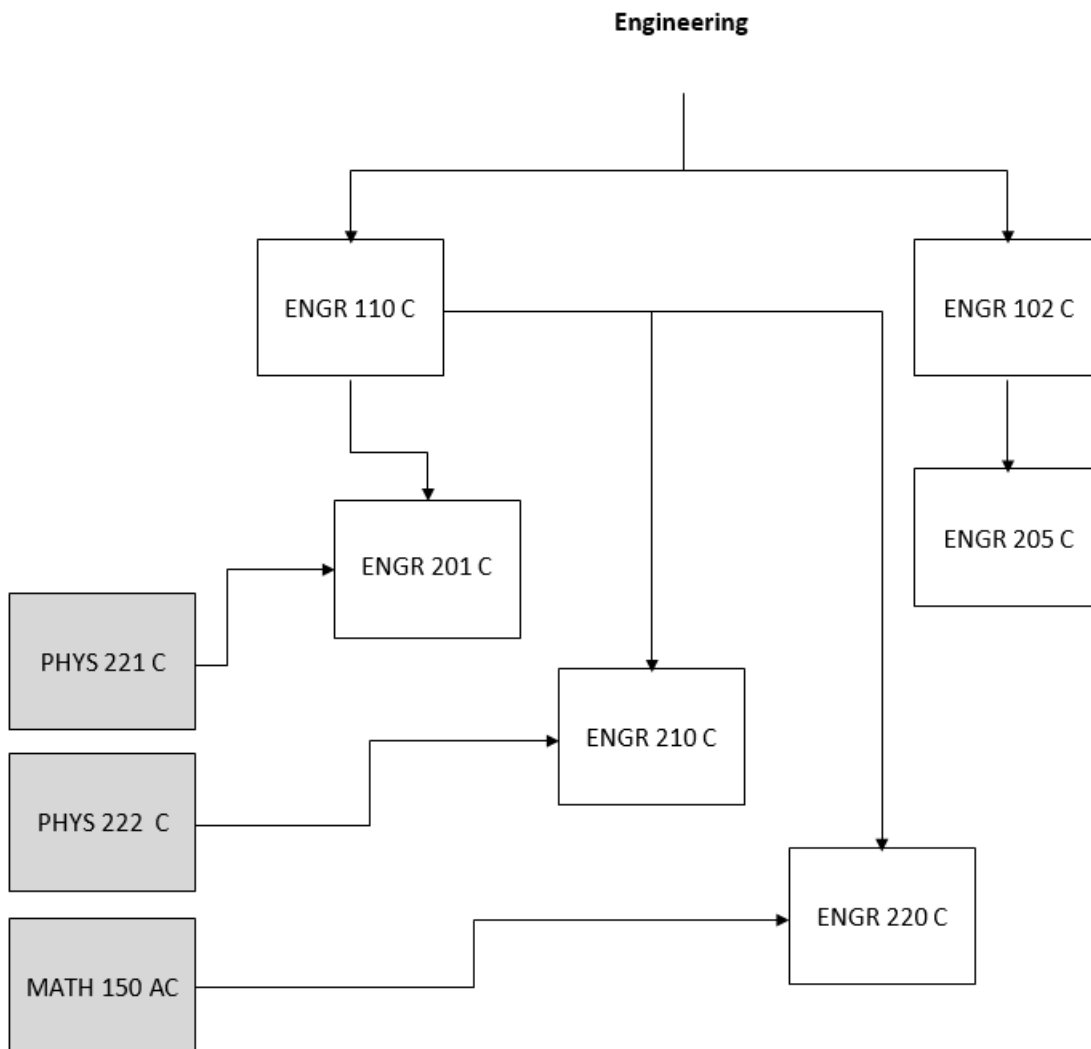 Engineering
ENGR 110 C
ENGR 102 C
ENGR 201 C
ENGR 205 C
PHYS 221 C
ENGR 210 C
PHYS 222  C
ENGR 220 C
MATH 150 AC